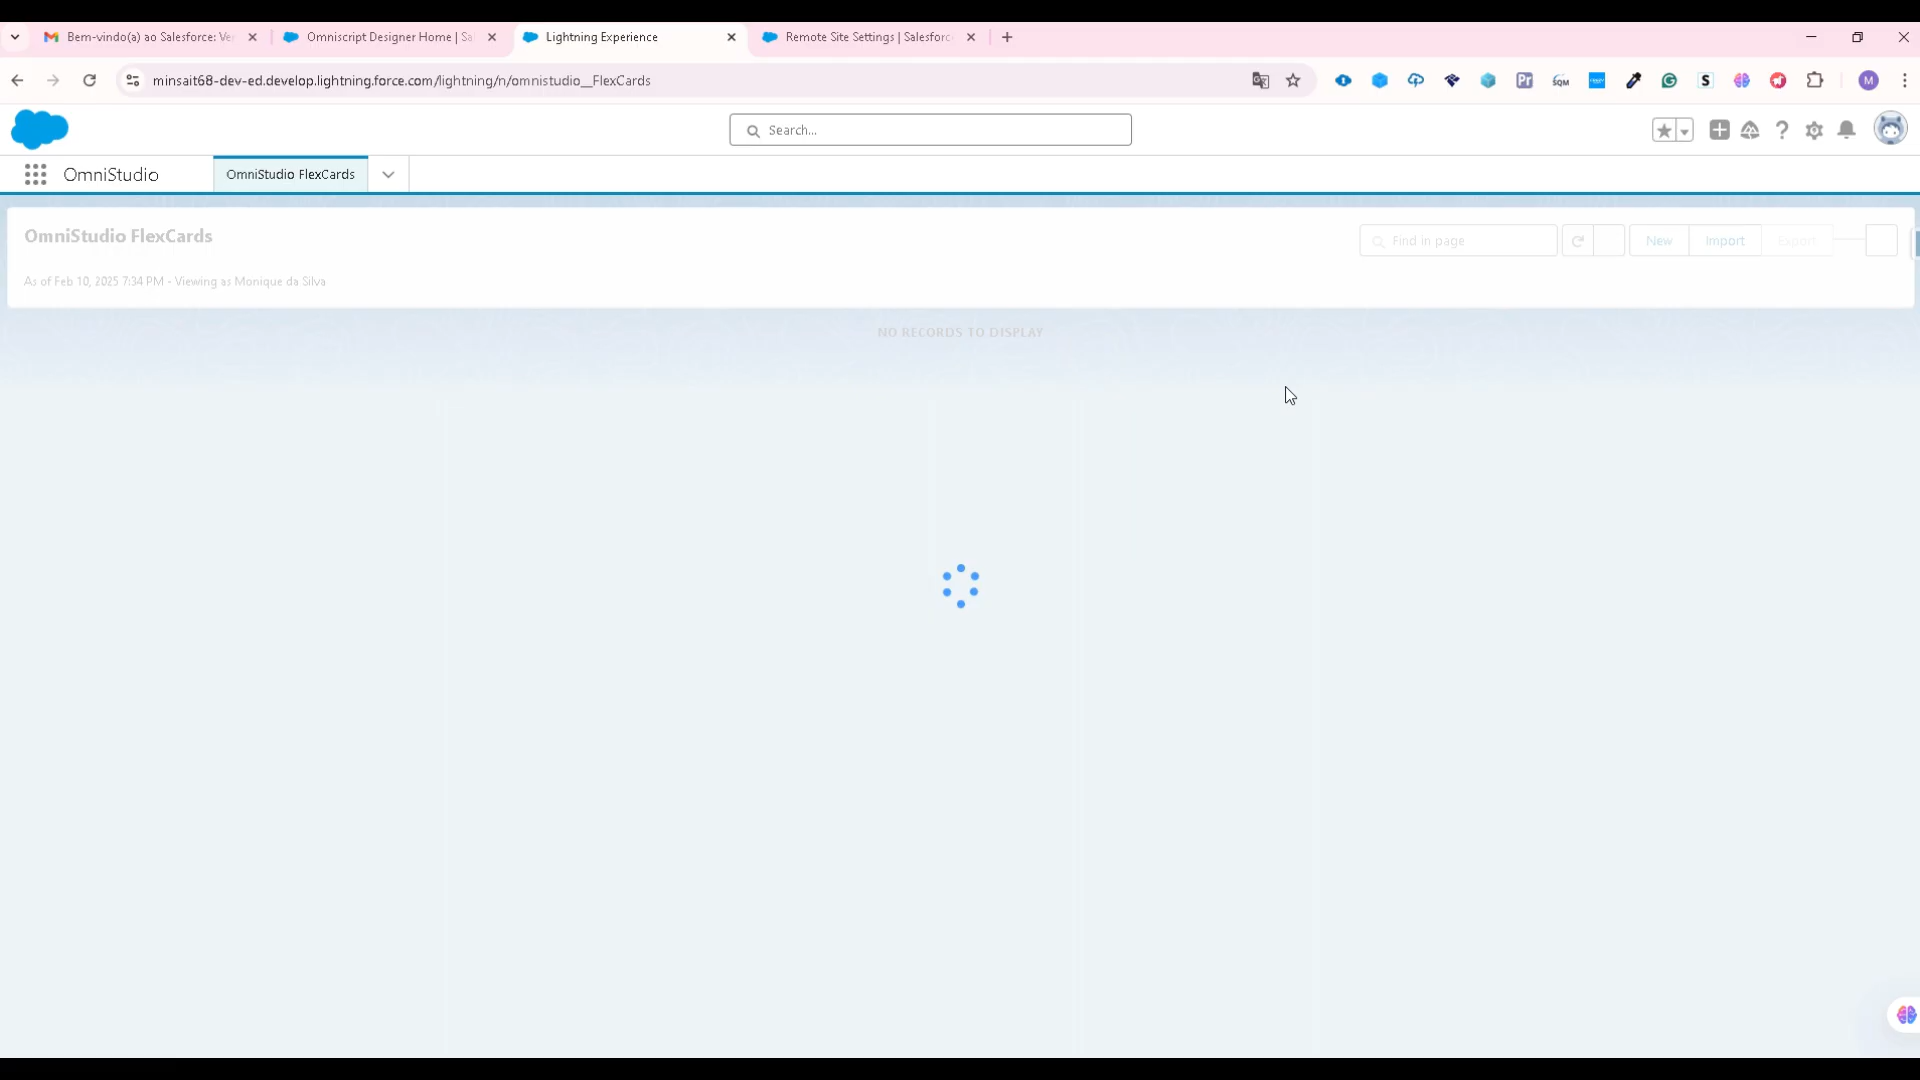 Bem-vindo(a) ao Salesforce: Ve
Omniscript Designer Home | Sa
Lightning Experience
Remote Site Settings | Salesforc
minsait68-dev-ed.develop.lightning.force.com/lightning/n/omnistudio__FlexCards
Pr
SQM
S
M
Search...
OmniStudio
OmniStudio FlexCards
OmniStudio FlexCards
Find in page
New
Import
Export
As of Feb 10, 2025 7:34 PM - Viewing as Monique da Silva
NO RECORDS TO DISPLAY